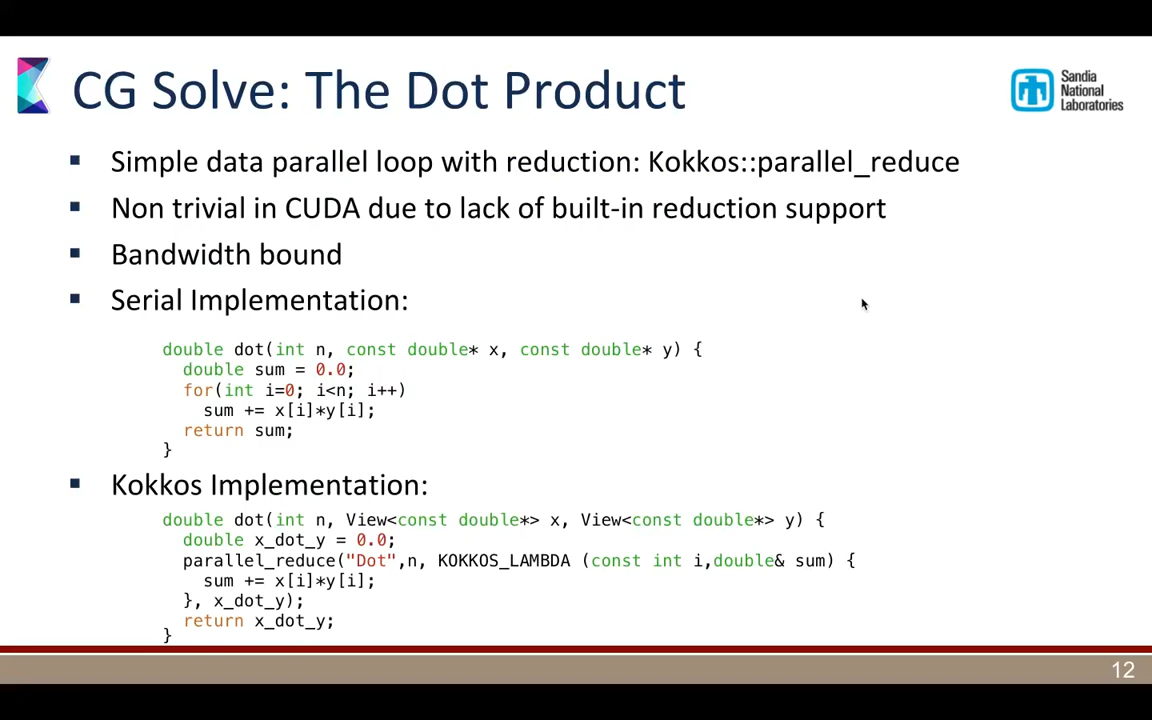 CG Solve: The Dot Product
Sandia
National
Laboratories
▪ Simple data parallel loop with reduction: Kokkos::parallel_reduce
▪ Non trivial in CUDA due to lack of built-in reduction support
▪ Bandwidth bound
▪ Serial Implementation:
double dot(int n, const double* x, const double* y) {
  double sum = 0.0;
  for(int i=0; i<n; i++)
    sum += x[i]*y[i];
  return sum;
}
▪ Kokkos Implementation:
double dot(int n, View<const double*> x, View<const double*> y) {
  double x_dot_y = 0.0;
  parallel_reduce("Dot",n, KOKKOS_LAMBDA (const int i,double& sum) {
    sum += x[i]*y[i];
  }, x_dot_y);
  return x_dot_y;
}
12